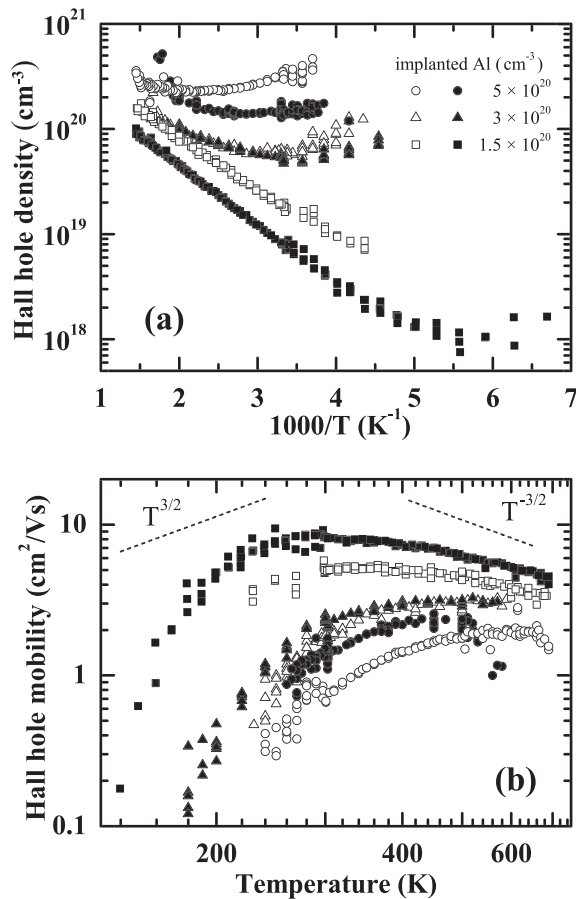 10^21
10^20
10^19
10^18
Hall hole density (cm^-3)
implanted Al (cm^-3)
5 × 10^20
3 × 10^20
1.5 × 10^20
(a)
1 2 3 4 5 6 7
1000/T (K^-1)
T^3/2
T^-3/2
10
1
0.1
Hall hole mobility (cm^2/Vs)
(b)
200 400 600
Temperature (K)